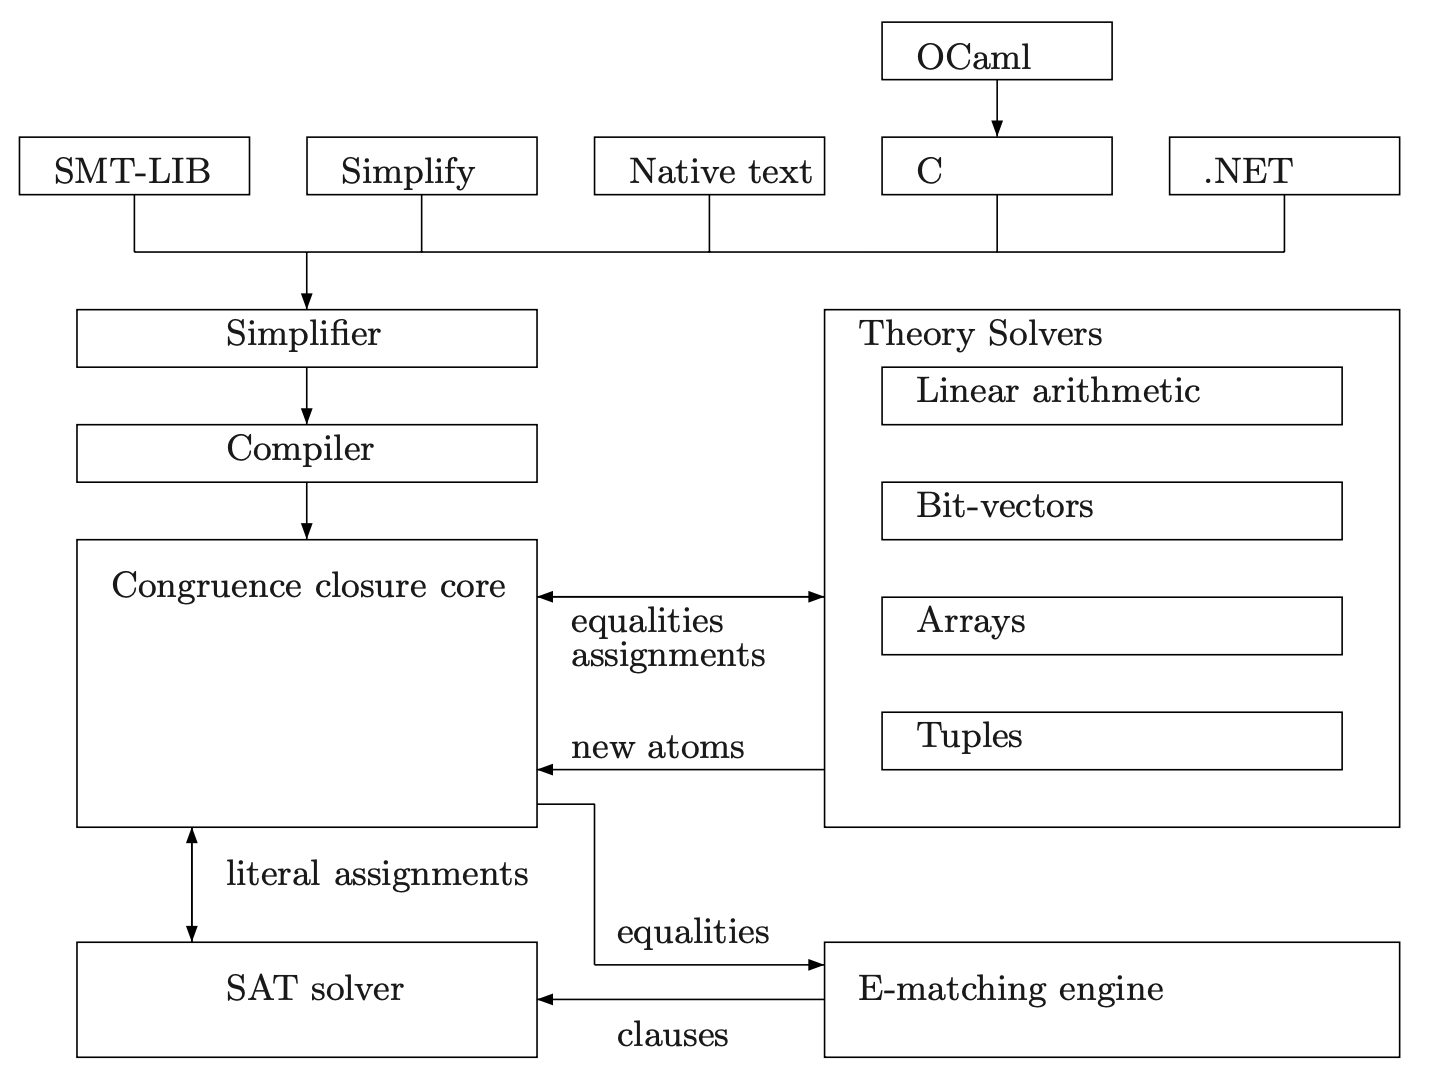 OCaml
SMT-LIB
Simplify
Native text
C
.NET
Simplifier
Compiler
Congruence closure core
Theory Solvers
Linear arithmetic
Bit-vectors
Arrays
Tuples
equalities
assignments
new atoms
literal assignments
equalities
SAT solver
E-matching engine
clauses